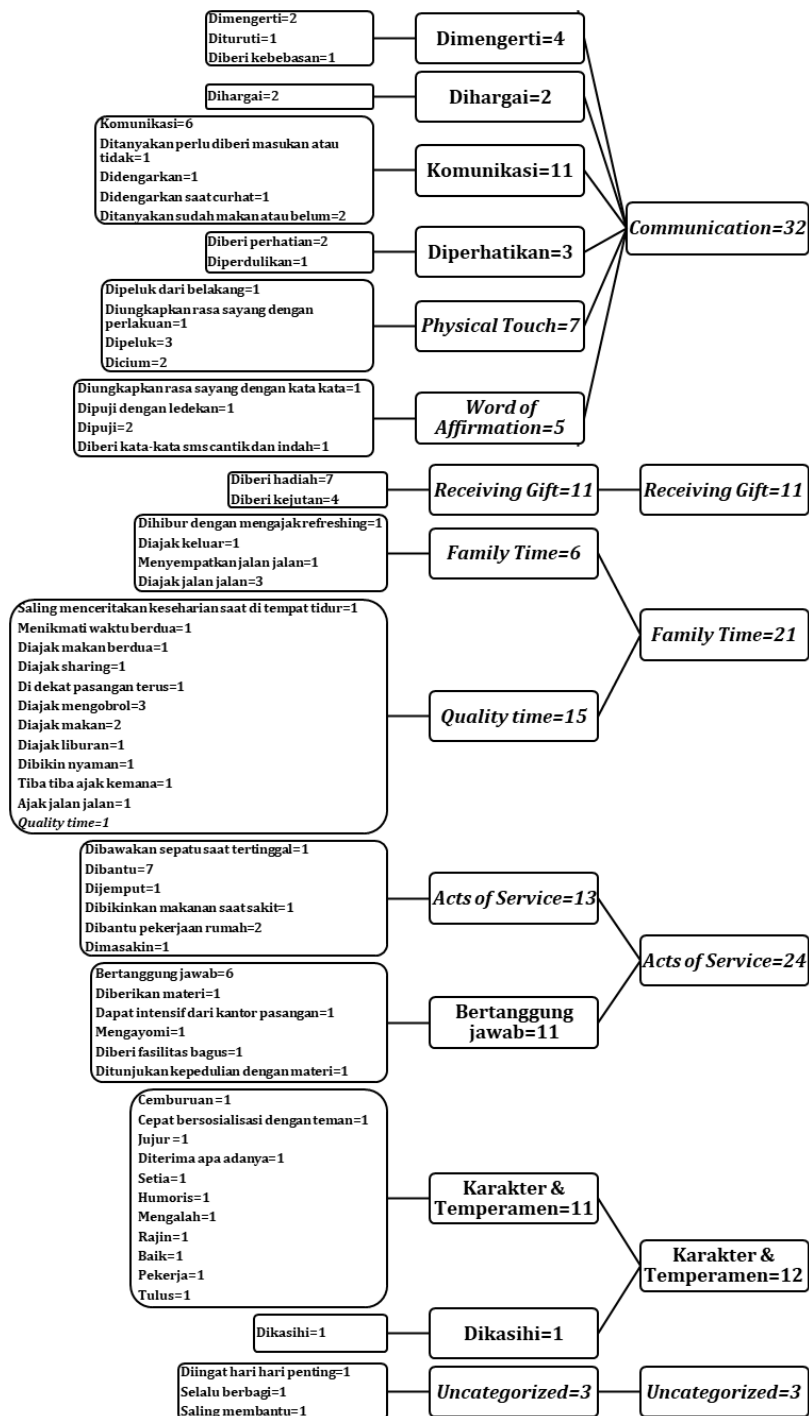 Dimengerti=2
Dituruti=1
Diberi kebebasan=1
Dimengerti=4
Dihargai=2
Dihargai=2
Komunikasi=6
Ditanyakan perlu diberi masukan atau
tidak=1
Didengarkan=1
Didengarkan saat curhat=1
Ditanyakan sudah makan atau belum=2
Komunikasi=11
Diberi perhatian=2
Diperdulikan=1
Diperhatikan=3
Dipeluk dari belakang=1
Diungkapkan rasa sayang dengan
perlakuan=1
Dipeluk=3
Dicium=2
Physical Touch=7
Diungkapkan rasa sayang dengan kata kata=1
Dipuji dengan ledekan=1
Dipuji=2
Diberi kata-kata sms cantik dan indah=1
Word of
Affirmation=5
Communication=32
Diberi hadiah=7
Diberi kejutan=4
Receiving Gift=11
Receiving Gift=11
Dihibur dengan mengajak refreshing=1
Diajak keluar=1
Menyempatkan jalan jalan=1
Diajak jalan jalan=3
Family Time=6
Saling menceritakan keseharian saat di tempat tidur=1
Menikmati waktu berdua=1
Diajak makan berdua=1
Diajak sharing=1
Di dekat pasangan terus=1
Diajak mengobrol=3
Diajak makan=2
Diajak liburan=1
Dibikin nyaman=1
Tiba tiba ajak kemana=1
Ajak jalan jalan=1
Quality time=1
Quality time=15
Family Time=21
Dibawakan sepatu saat tertinggal=1
Dibantu=7
Dijemput=1
Dibikinkan makanan saat sakit=1
Dibantu pekerjaan rumah=2
Dimasakin=1
Acts of Service=13
Bertanggung jawab=6
Diberikan materi=1
Dapat intensif dari kantor pasangan=1
Mengayomi=1
Diberi fasilitas bagus=1
Ditunjukan kepedulian dengan materi=1
Bertanggung
jawab=11
Acts of Service=24
Cemburuan =1
Cepat bersosialisasi dengan teman=1
Jujur =1
Diterima apa adanya=1
Setia=1
Humoris=1
Mengalah=1
Rajin=1
Baik=1
Pekerja=1
Tulus=1
Karakter &
Temperamen=11
Dikasihi=1
Dikasihi=1
Karakter &
Temperamen=12
Diingat hari hari penting=1
Selalu berbagi=1
Saling membantu=1
Uncategorized=3
Uncategorized=3